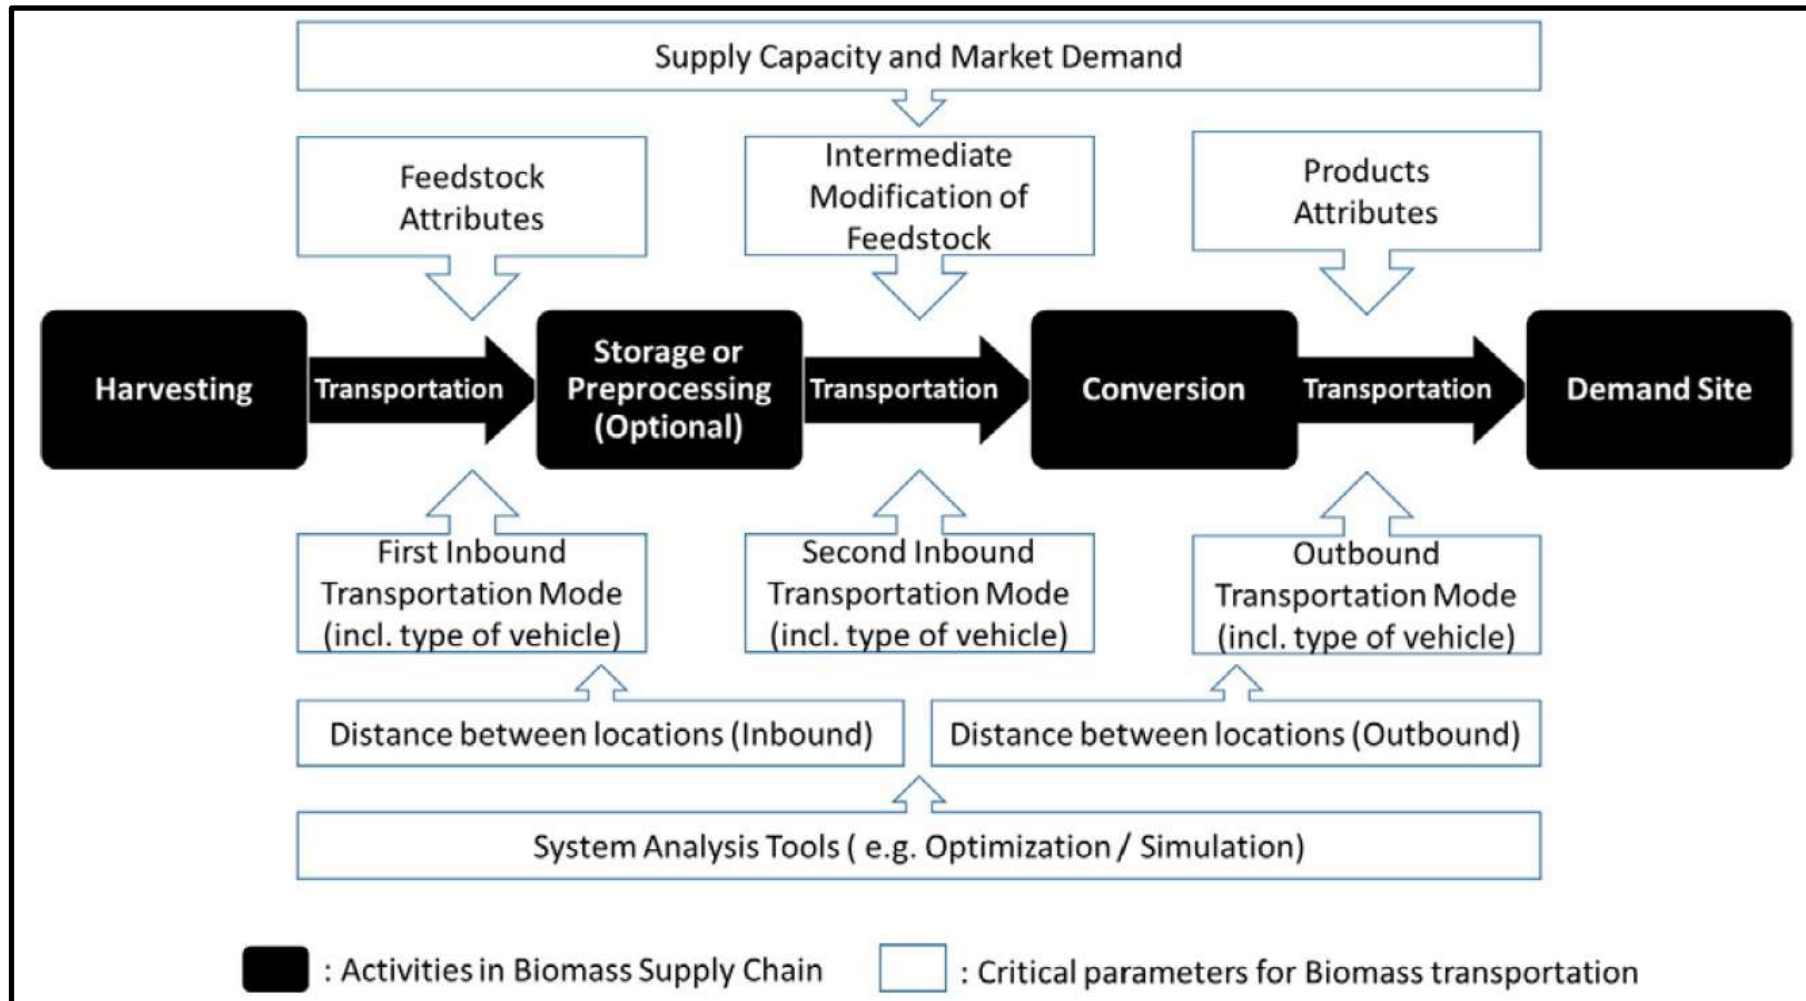 Supply Capacity and Market Demand
Feedstock
Attributes
Intermediate
Modification of
Feedstock
Products
Attributes
Harvesting
Transportation
Storage or
Preprocessing
(Optional)
Transportation
Conversion
Transportation
Demand Site
First Inbound
Transportation Mode
(incl. type of vehicle)
Second Inbound
Transportation Mode
(incl. type of vehicle)
Outbound
Transportation Mode
(incl. type of vehicle)
Distance between locations (Inbound)
Distance between locations (Outbound)
System Analysis Tools ( e.g. Optimization / Simulation)
: Activities in Biomass Supply Chain
: Critical parameters for Biomass transportation